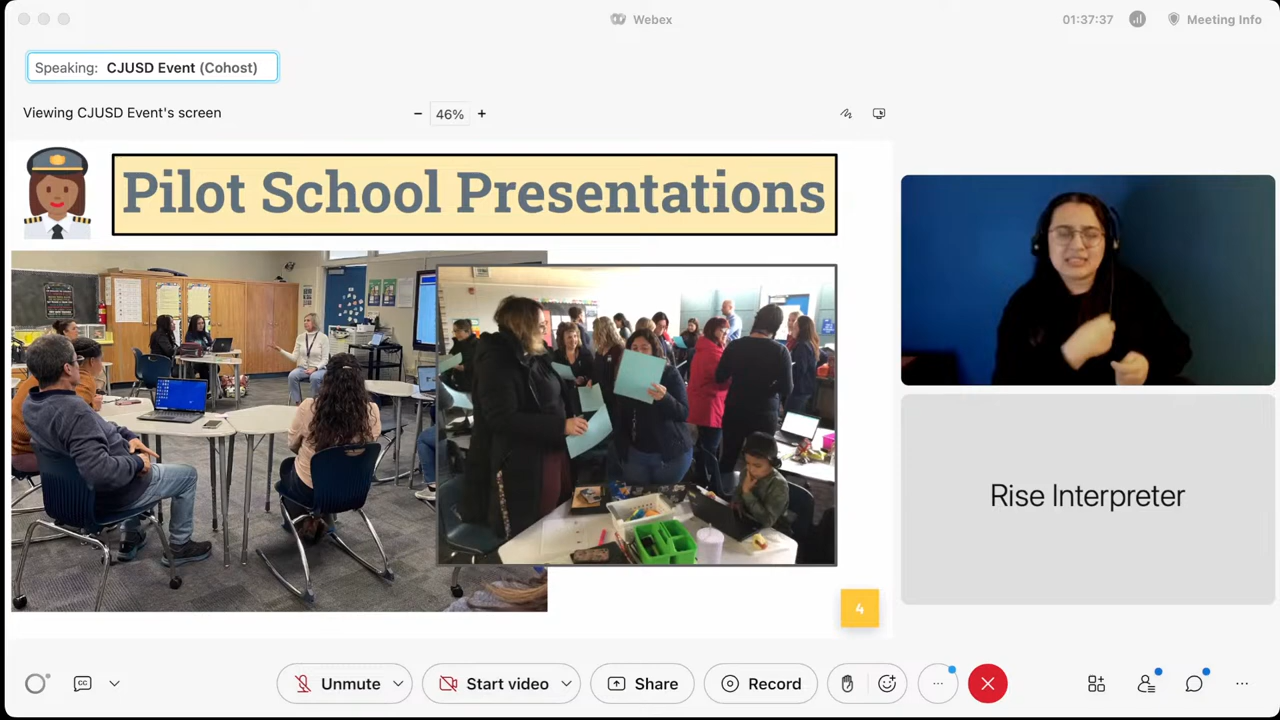 Webex
01:37:37
Meeting Info
Speaking: CJUSD Event (Cohost)
Viewing CJUSD Event's screen
− 46% +
Pilot School Presentations
Rise Interpreter
4
CC
Unmute
Start video
Share
Record